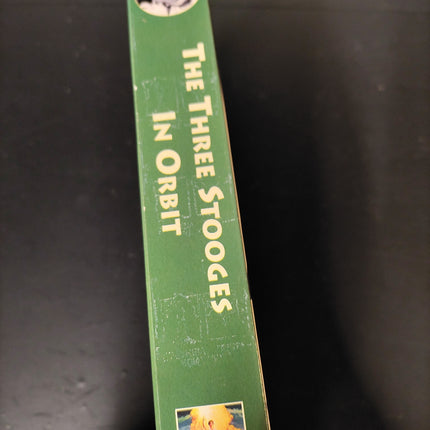 THE THREE STOOGES
IN ORBIT